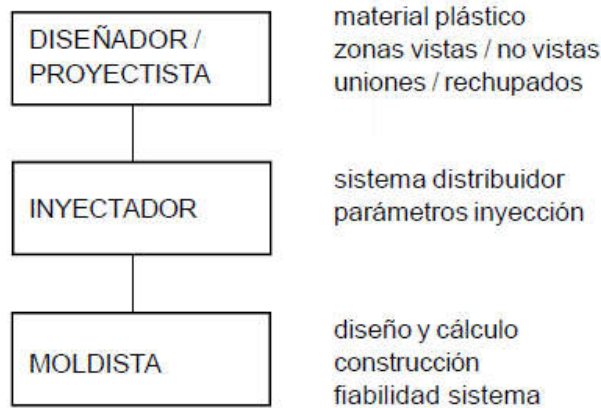 DISEÑADOR /
PROYECTISTA
material plástico
zonas vistas / no vistas
uniones / rechupados
INYECTADOR
sistema distribuidor
parámetros inyección
MOLDISTA
diseño y cálculo
construcción
fiabilidad sistema